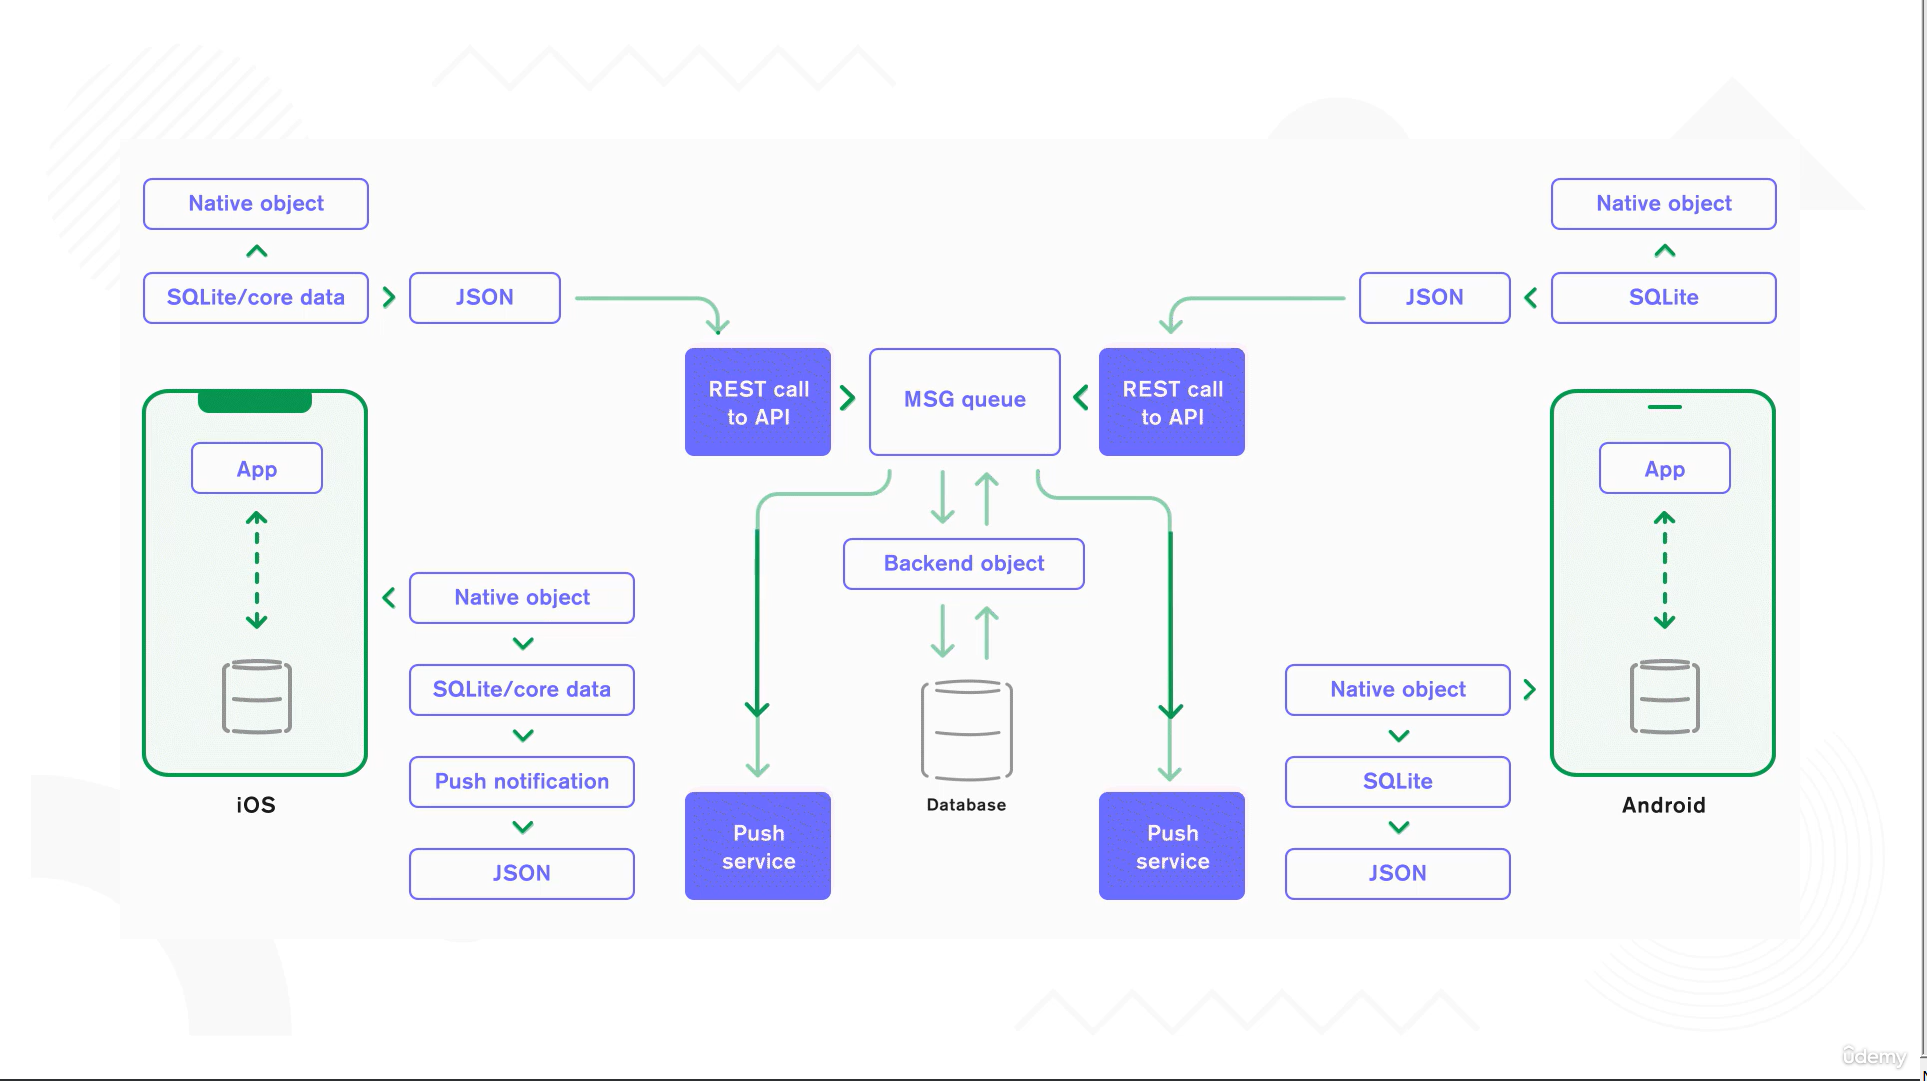 Native object
Native object
SQLite/core data
JSON
JSON
SQLite
REST call
to API
MSG queue
REST call
to API
App
App
Backend object
Native object
SQLite/core data
Native object
Push notification
SQLite
iOS
Database
Android
Push
service
Push
service
JSON
JSON
ûdemy